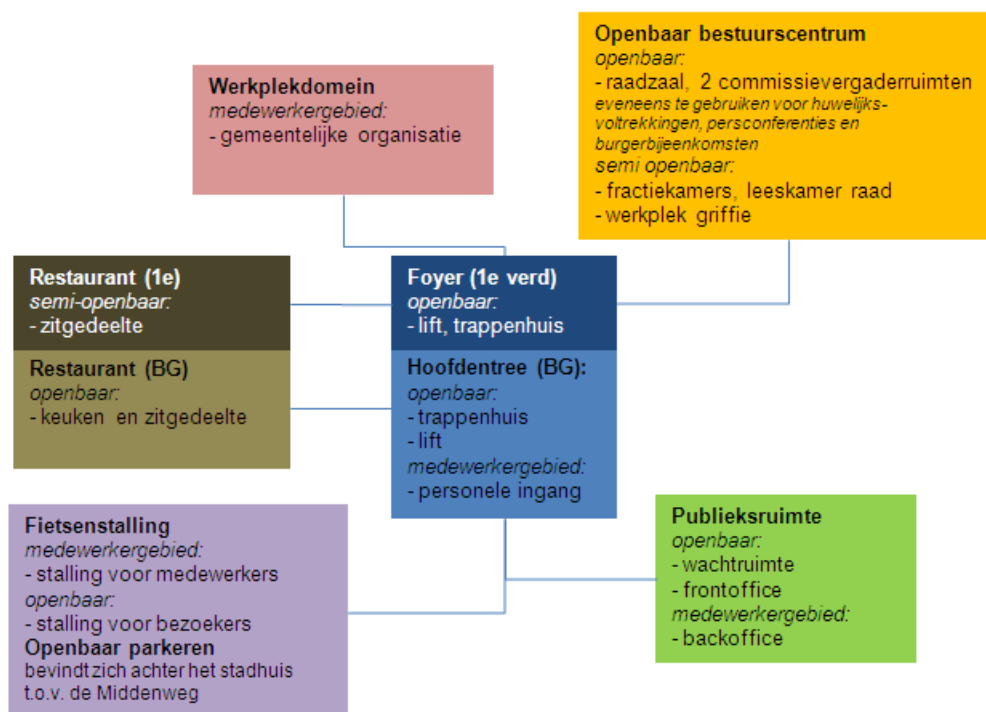 Openbaar bestuurscentrum
openbaar:
- raadzaal, 2 commissievergaderruimten
eveneens te gebruiken voor huwelijks-
voltrekkingen, persconferenties en
burgerbijeenkomsten
semi openbaar:
- fractiekamers, leeskamer raad
- werkplek griffie
Werkplekdomein
medewerkergebied:
- gemeentelijke organisatie
Restaurant (1e)
semi-openbaar:
- zitgedeelte
Restaurant (BG)
openbaar:
- keuken en zitgedeelte
Foyer (1e verd)
openbaar:
- lift, trappenhuis
Hoofdentree (BG):
openbaar:
- trappenhuis
- lift
medewerkergebied:
- personele ingang
Fietsenstalling
medewerkergebied:
- stalling voor medewerkers
openbaar:
- stalling voor bezoekers
Openbaar parkeren
bevindt zich achter het stadhuis
t.o.v. de Middenweg
Publieksruimte
openbaar:
- wachtruimte
- frontoffice
medewerkergebied:
- backoffice